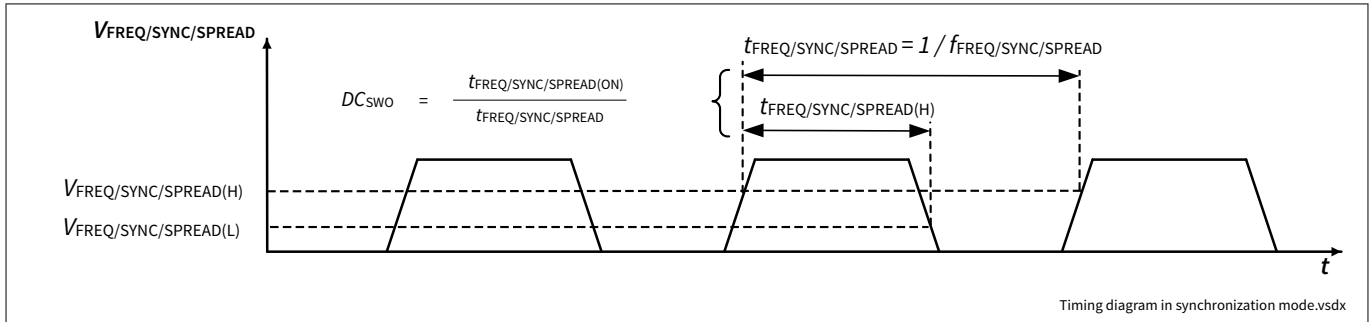 VFREQ/SYNC/SPREAD
tFREQ/SYNC/SPREAD = 1 / fFREQ/SYNC/SPREAD
DCSWO = tFREQ/SYNC/SPREAD(ON)
tFREQ/SYNC/SPREAD
tFREQ/SYNC/SPREAD(H)
VFREQ/SYNC/SPREAD(H)
VFREQ/SYNC/SPREAD(L)
t
Timing diagram in synchronization mode.vsdx